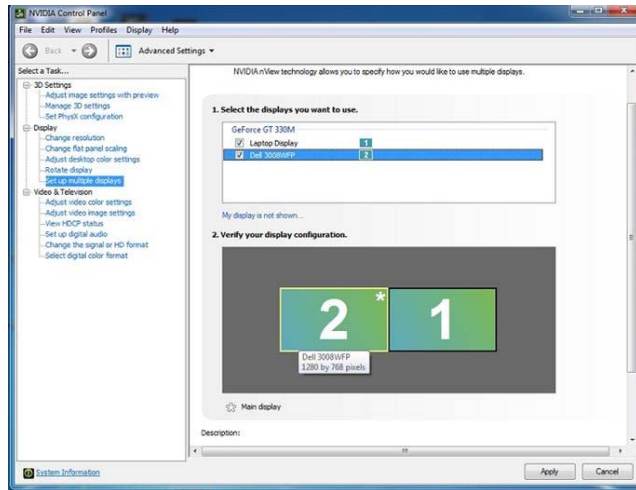 NVIDIA Control Panel
File Edit View Profiles Display Help
Back Advanced Settings
Select a Task...
3D Settings
Adjust image settings with preview
Manage 3D settings
Set PhysX configuration
Display
Change resolution
Change flat panel scaling
Adjust desktop color settings
Rotate display
Set up multiple displays
Video & Television
Adjust video color settings
Adjust video image settings
View HDCP status
Set up digital audio
Change the signal or HD format
Select digital color format
NVIDIA nView technology allows you to specify how you would like to use multiple displays.
1. Select the displays you want to use.
GeForce GT 330M
Laptop Display 1
Dell 3008WFP 2
My display is not shown...
2. Verify your display configuration.
2 * 1
Dell 3008WFP
1280 by 768 pixels
Main display
Description:
System Information
Apply Cancel